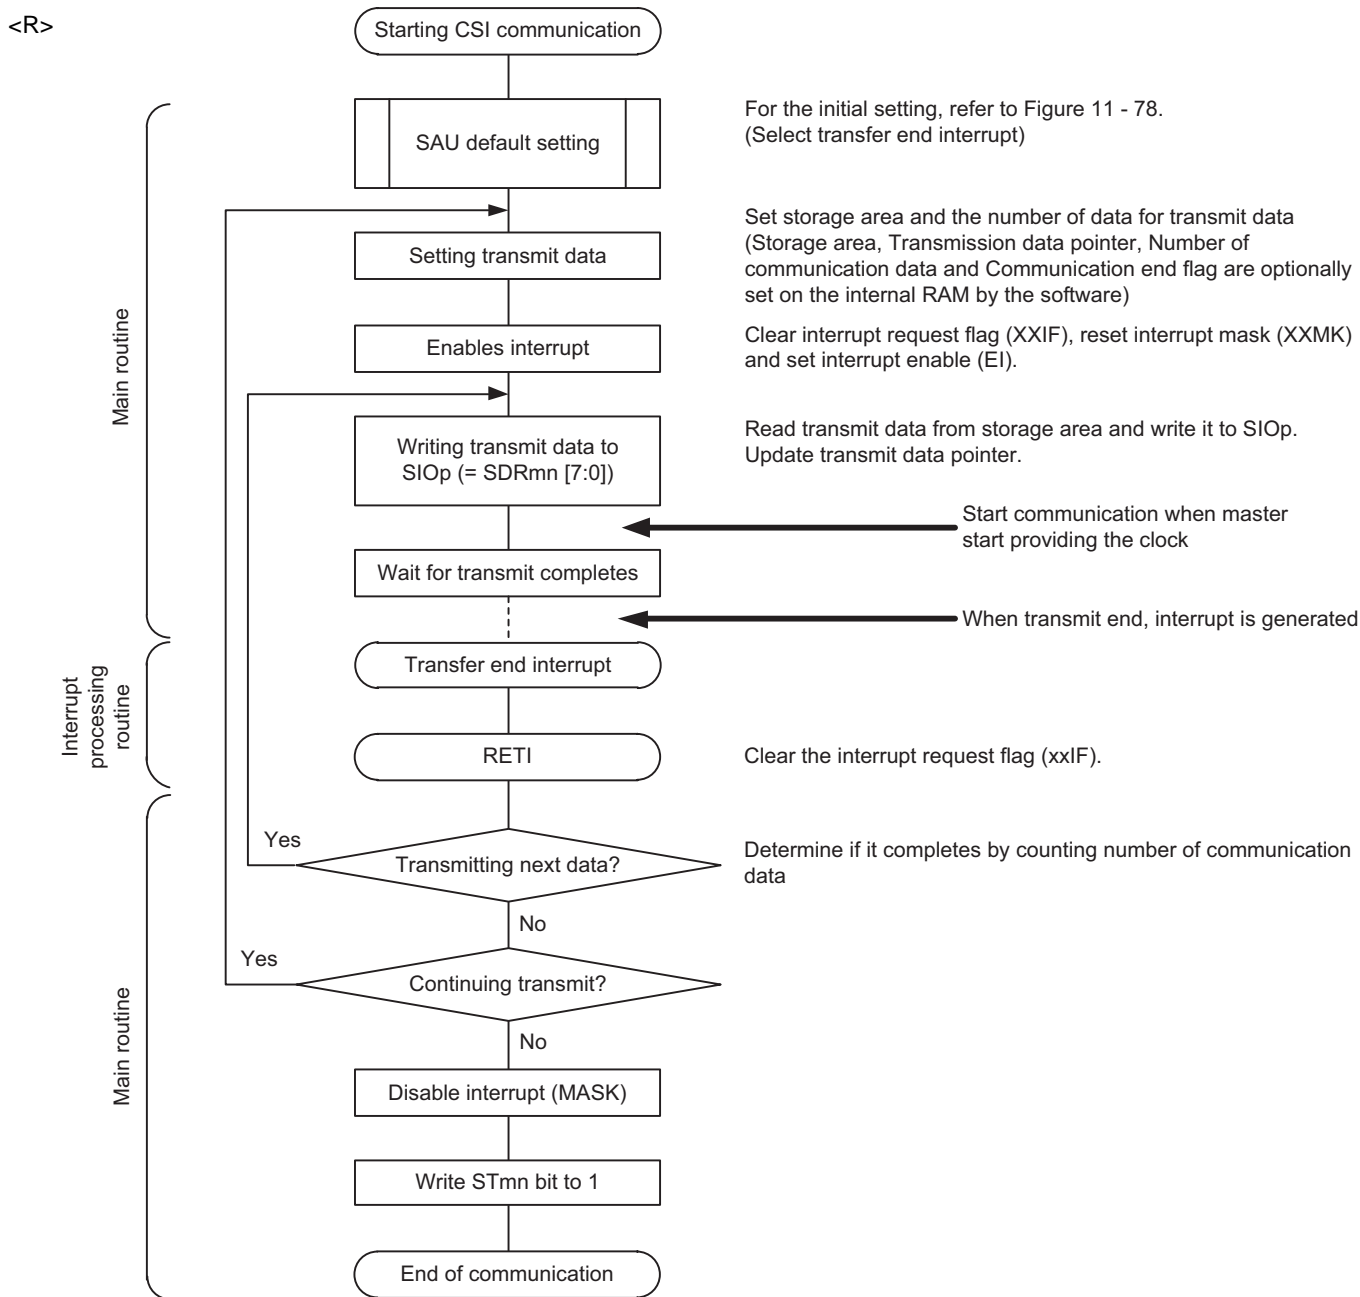 <R>
Starting CSI communication
Main routine
SAU default setting
For the initial setting, refer to Figure 11 - 78.
(Select transfer end interrupt)
Setting transmit data
Set storage area and the number of data for transmit data
(Storage area, Transmission data pointer, Number of
communication data and Communication end flag are optionally
set on the internal RAM by the software)
Enables interrupt
Clear interrupt request flag (XXIF), reset interrupt mask (XXMK)
and set interrupt enable (EI).
Writing transmit data to
SIOp (= SDRmn [7:0])
Read transmit data from storage area and write it to SIOp.
Update transmit data pointer.
Start communication when master
start providing the clock
Wait for transmit completes
When transmit end, interrupt is generated
Interrupt
processing
routine
Transfer end interrupt
RETI
Clear the interrupt request flag (xxIF).
Main routine
Yes
Transmitting next data?
Determine if it completes by counting number of communication
data
No
Yes
Continuing transmit?
No
Disable interrupt (MASK)
Write STmn bit to 1
End of communication